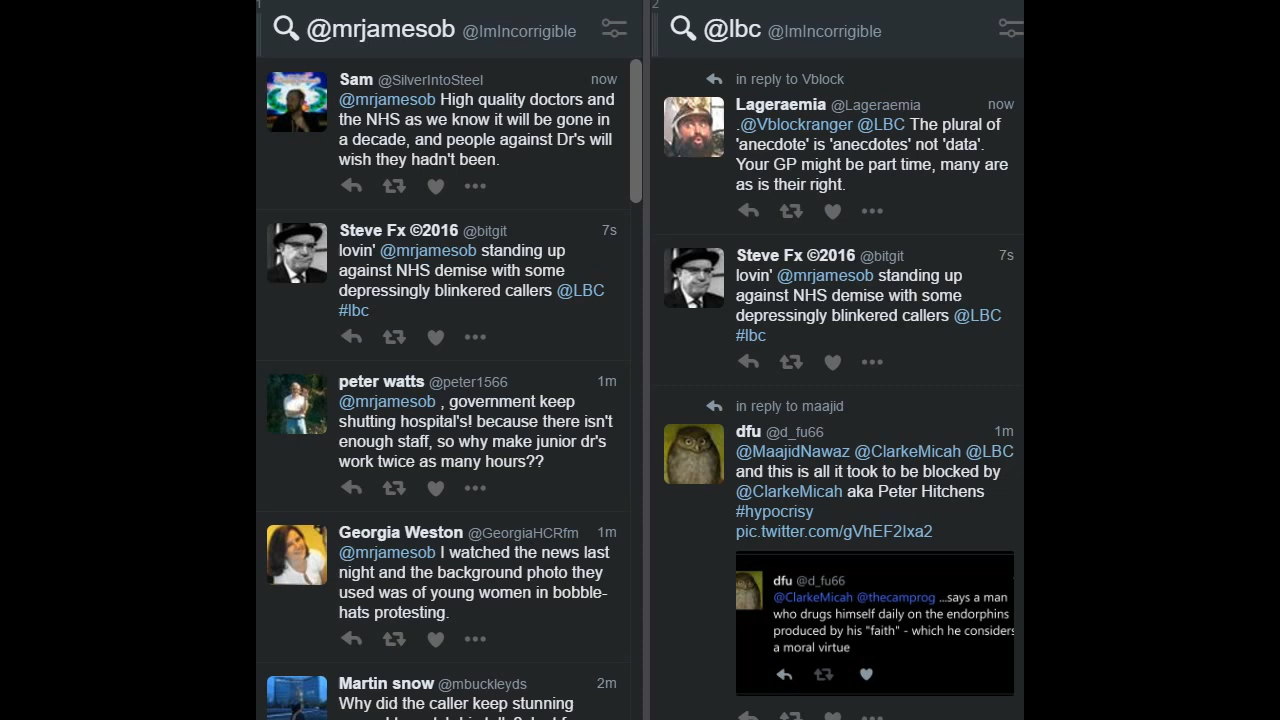 1
@mrjamesob @ImIncorrigible
Sam @SilverIntoSteel now
@mrjamesob High quality doctors and
the NHS as we know it will be gone in
a decade, and people against Dr's will
wish they hadn't been.
Steve Fx ©2016 @bitgit 7s
lovin' @mrjamesob standing up
against NHS demise with some
depressingly blinkered callers @LBC
#lbc
peter watts @peter1566 1m
@mrjamesob , government keep
shutting hospital's! because there isn't
enough staff, so why make junior dr's
work twice as many hours??
Georgia Weston @GeorgiaHCRfm 1m
@mrjamesob I watched the news last
night and the background photo they
used was of young women in bobble-
hats protesting.
Martin snow @mbuckleyds 2m
Why did the caller keep stunning
2
@lbc @ImIncorrigible
in reply to Vblock
Lageraemia @Lageraemia now
.@Vblockranger @LBC The plural of
'anecdote' is 'anecdotes' not 'data'.
Your GP might be part time, many are
as is their right.
Steve Fx ©2016 @bitgit 7s
lovin' @mrjamesob standing up
against NHS demise with some
depressingly blinkered callers @LBC
#lbc
in reply to maajid
dfu @d_fu66 1m
@MaajidNawaz @ClarkeMicah @LBC
and this is all it took to be blocked by
@ClarkeMicah aka Peter Hitchens
#hypocrisy
pic.twitter.com/gVhEF2Ixa2
dfu @d_fu66
@ClarkeMicah @thecamprog ...says a man
who drugs himself daily on the endorphins
produced by his "faith" - which he considers
a moral virtue